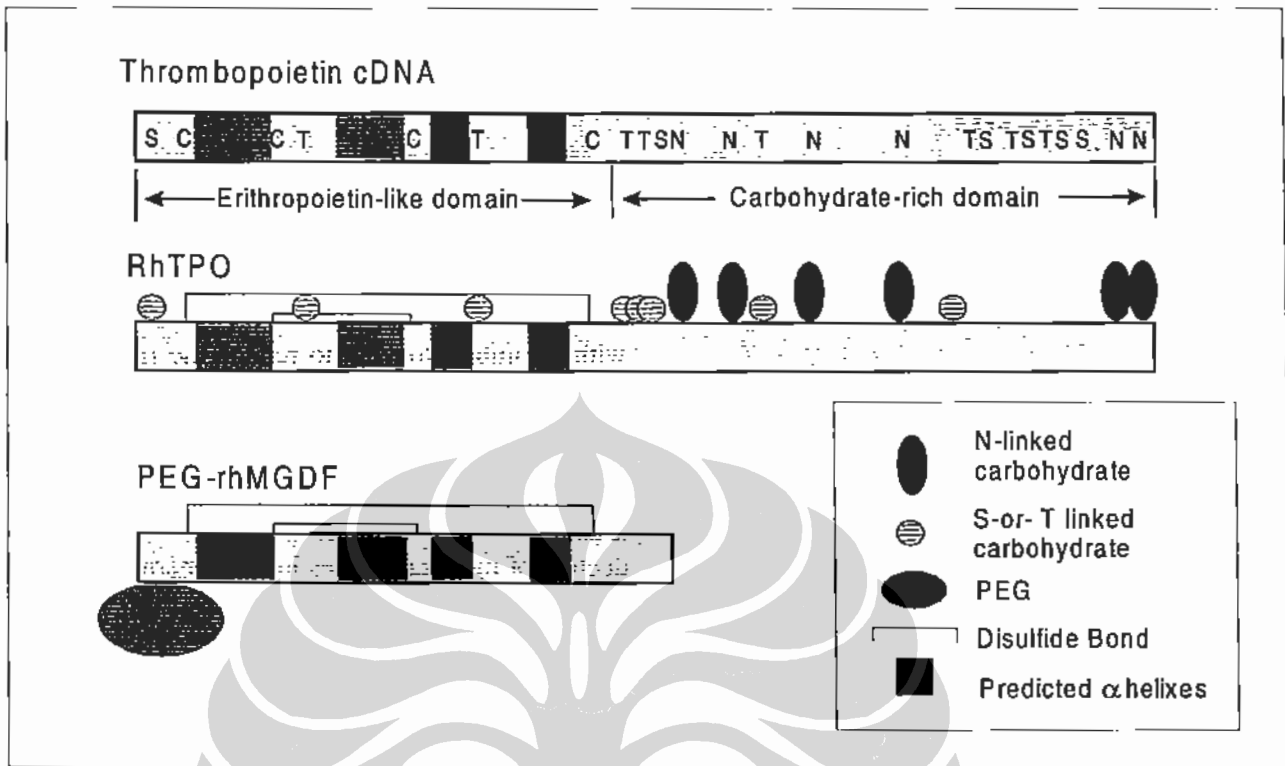 Thrombopoietin cDNA
S C C T C T C TTSN N T N N TS TSTSS NN
Erithropoietin-like domain Carbohydrate-rich domain
RhTPO
PEG-rhMGDF
N-linked
carbohydrate
S-or- T linked
carbohydrate
PEG
Disulfide Bond
Predicted α helixes